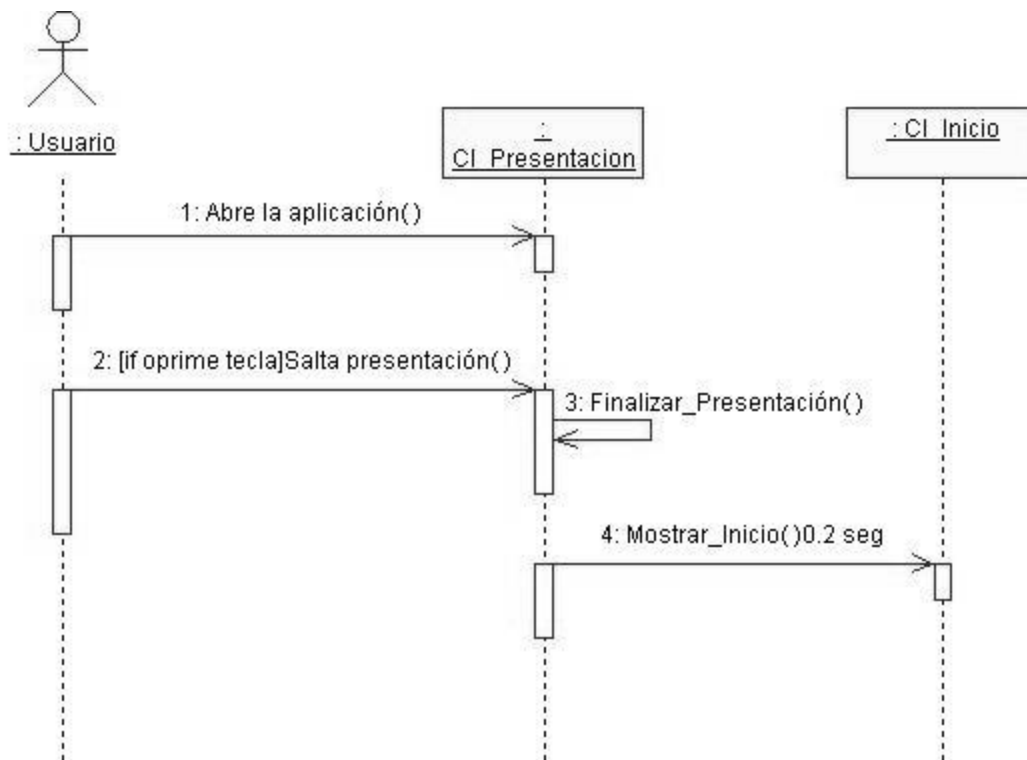 : Usuario
:
CI_Presentacion
: CI_Inicio
1: Abre la aplicación()
2: [if oprime tecla]Salta presentación()
3: Finalizar_Presentación()
4: Mostrar_Inicio()0.2 seg